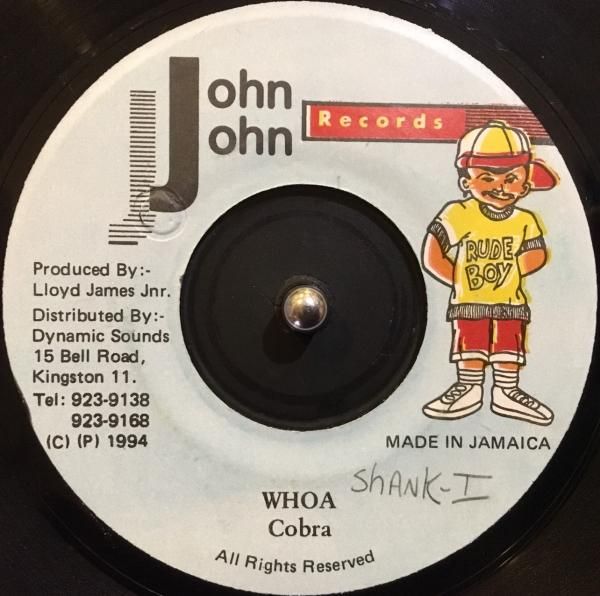 John
John
Records
RUDE
BOY
Produced By:-
Lloyd James Jnr.
Distributed By:-
Dynamic Sounds
15 Bell Road,
Kingston 11.
Tel: 923-9138
923-9168
(C) (P) 1994
MADE IN JAMAICA
ShANK-I
WHOA
Cobra
All Rights Reserved